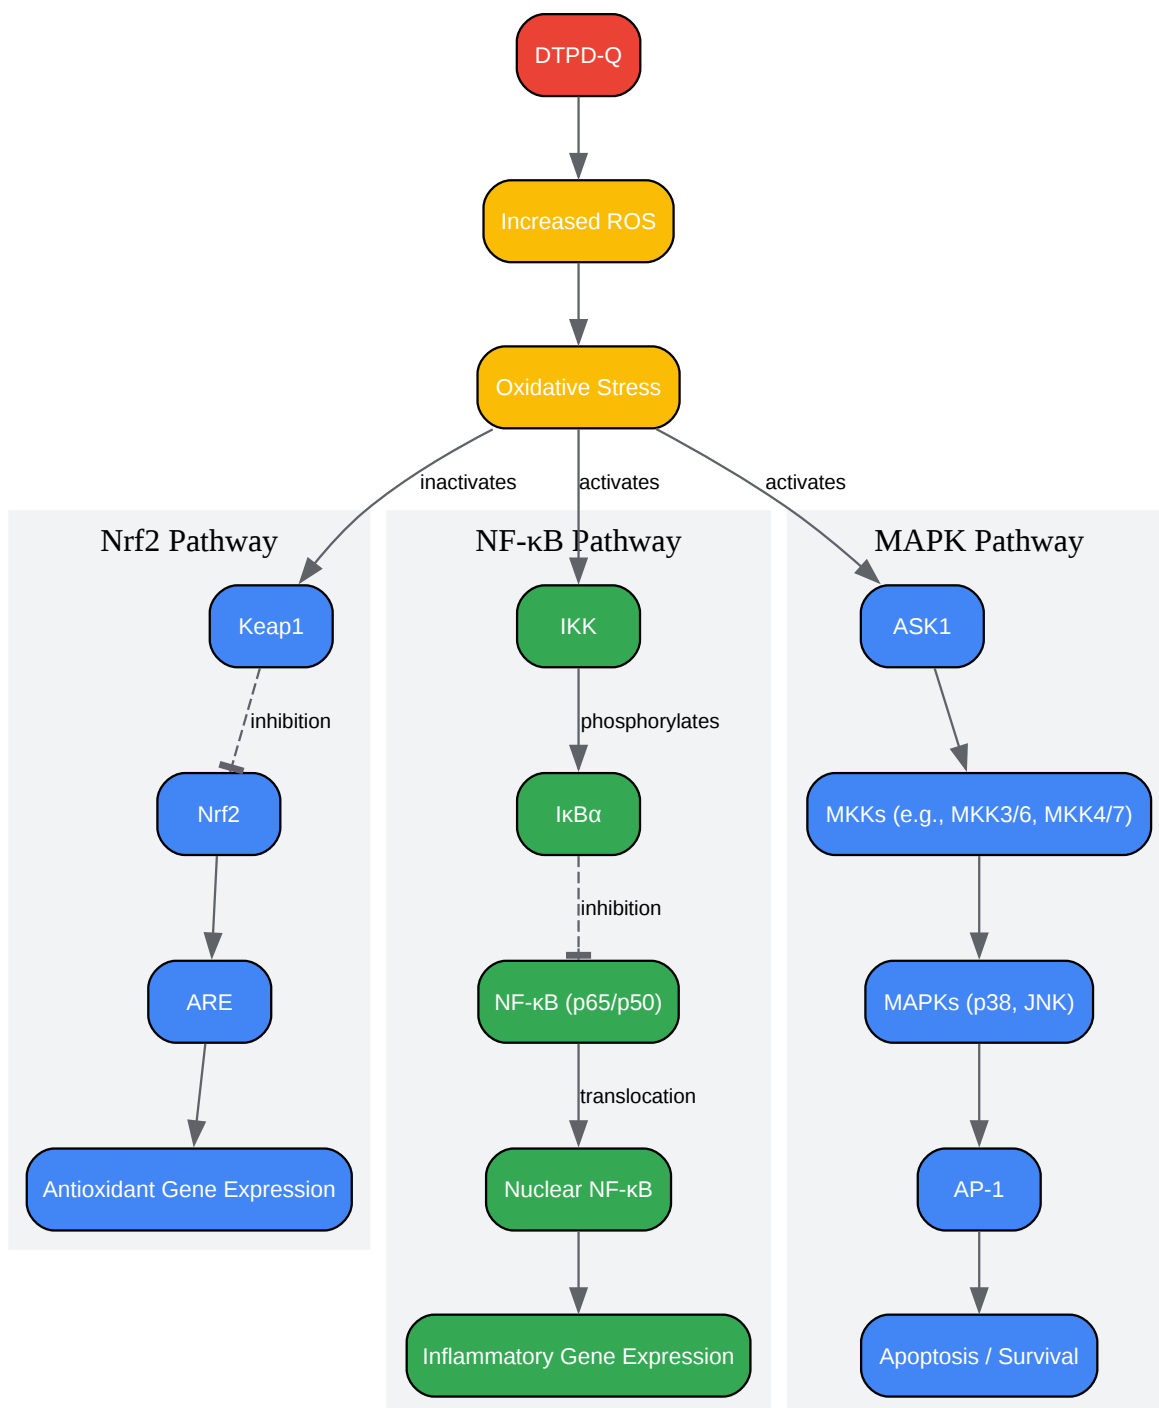 DTPD-Q
Increased ROS
Oxidative Stress
inactivates
activates
activates
Nrf2 Pathway
NF-κB Pathway
MAPK Pathway
Keap1
IKK
ASK1
inhibition
phosphorylates
Nrf2
IκBα
MKKs (e.g., MKK3/6, MKK4/7)
inhibition
ARE
NF-κB (p65/p50)
MAPKs (p38, JNK)
translocation
Antioxidant Gene Expression
Nuclear NF-κB
AP-1
Inflammatory Gene Expression
Apoptosis / Survival